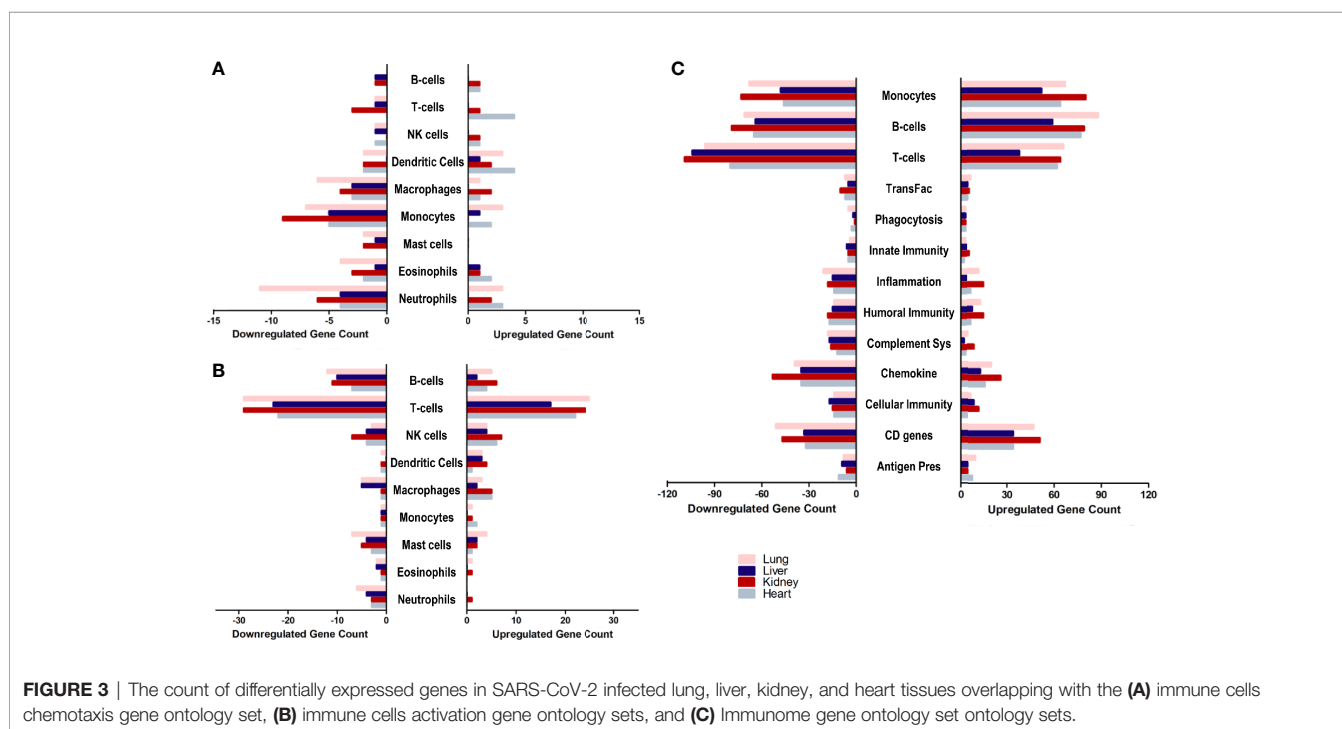 A
B-cells
T-cells
NK cells
Dendritic Cells
Macrophages
Monocytes
Mast cells
Eosinophils
Neutrophils
-15 -10 -5 0 0 5 10 15
Downregulated Gene Count Upregulated Gene Count
B
B-cells
T-cells
NK cells
Dendritic Cells
Macrophages
Monocytes
Mast cells
Eosinophils
Neutrophils
-30 -20 -10 0 0 10 20 30
Downregulated Gene Count Upregulated Gene Count
C
Monocytes
B-cells
T-cells
TransFac
Phagocytosis
Innate Immunity
Inflammation
Humoral Immunity
Complement Sys
Chemokine
Cellular Immunity
CD genes
Antigen Pres
-120 -90 -60 -30 0 0 30 60 90 120
Downregulated Gene Count Upregulated Gene Count
Lung
Liver
Kidney
Heart
FIGURE 3 | The count of differentially expressed genes in SARS-CoV-2 infected lung, liver, kidney, and heart tissues overlapping with the (A) immune cells
chemotaxis gene ontology set, (B) immune cells activation gene ontology sets, and (C) Immunome gene ontology set ontology sets.